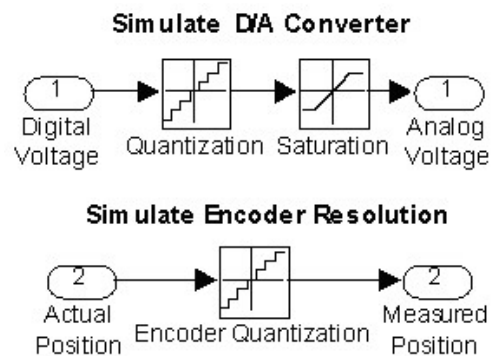 Simulate D/A Converter
1
1
Digital
Voltage
Quantization
Saturation
Analog
Voltage
Simulate Encoder Resolution
2
2
Actual
Position
Encoder Quantization
Measured
Position